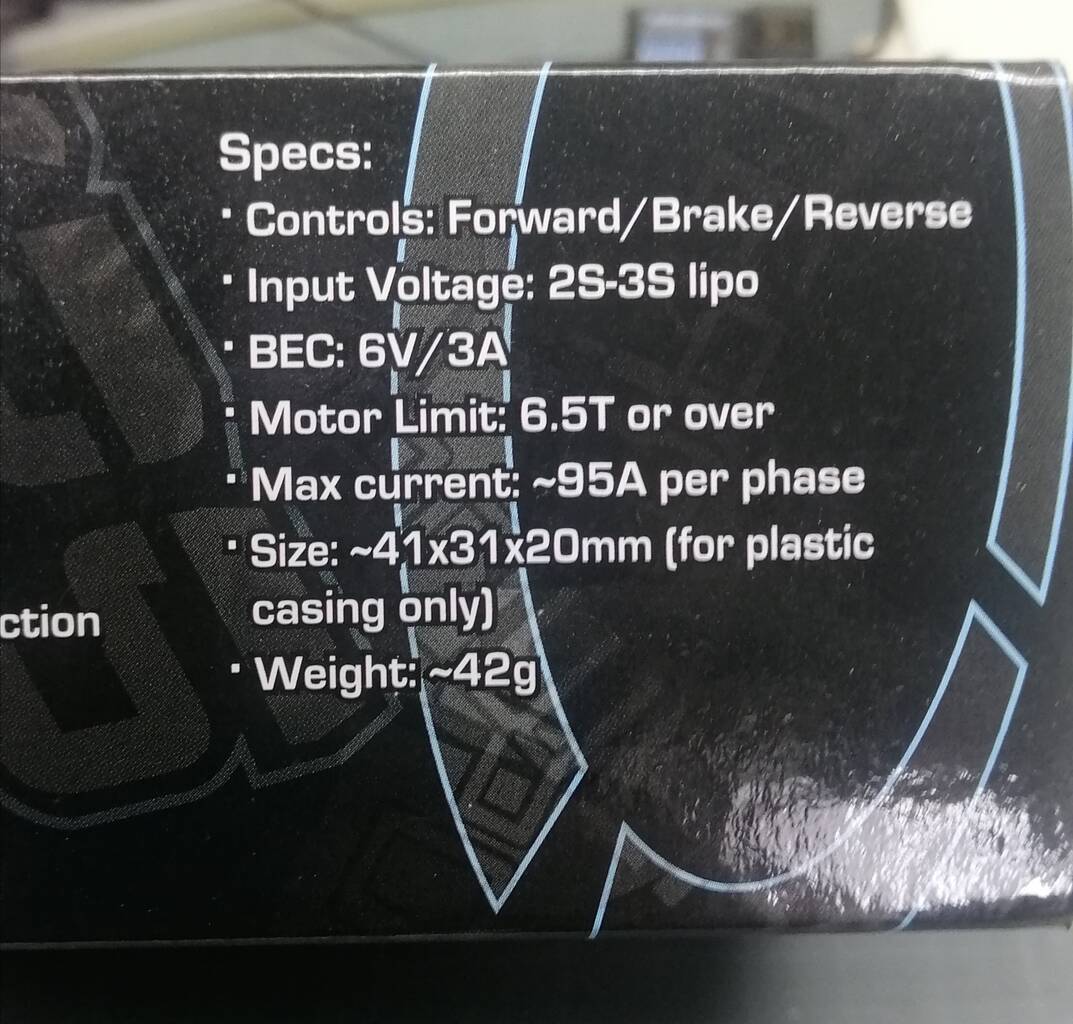 Specs:
· Controls: Forward/Brake/Reverse
· Input Voltage: 2S-3S lipo
· BEC: 6V/3A
· Motor Limit: 6.5T or over
· Max current: ~95A per phase
· Size: ~41x31x20mm (for plastic
casing only)
ction
· Weight: ~42g